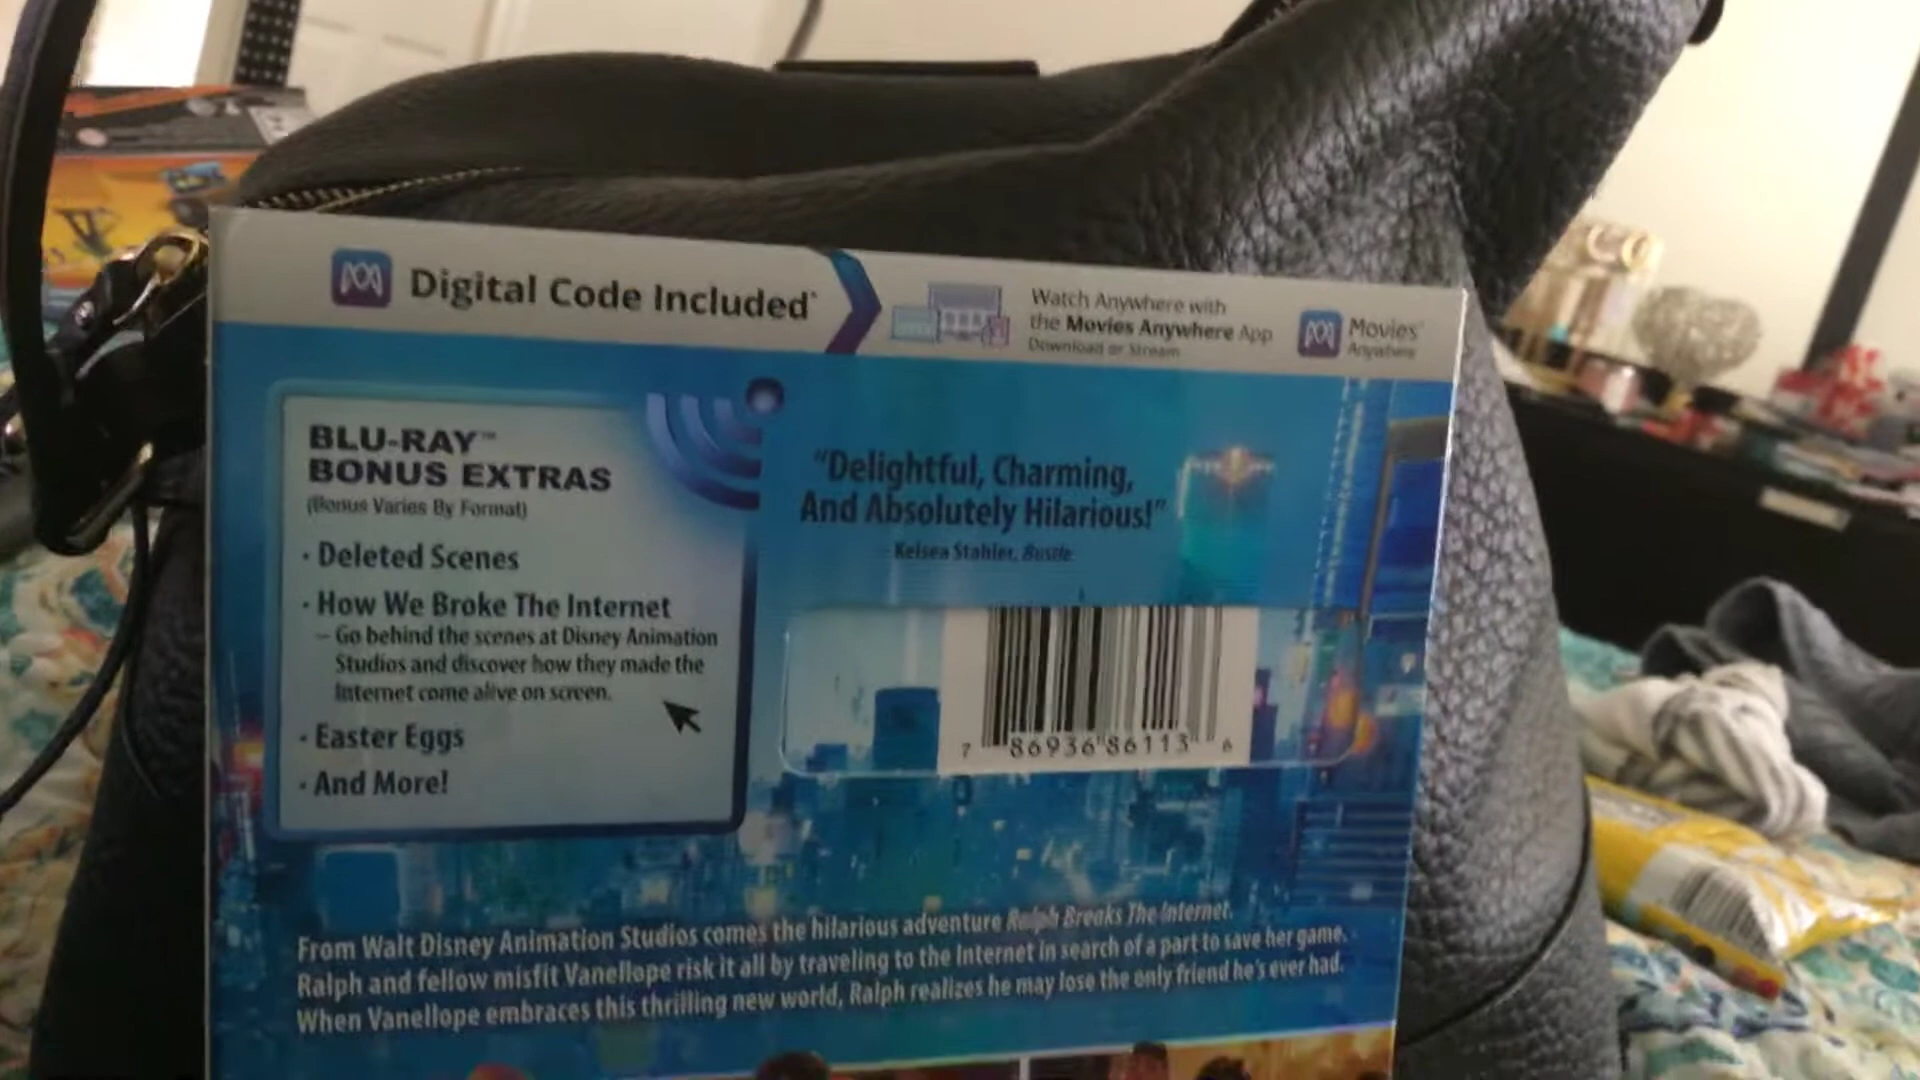 Digital Code Included*
Watch Anywhere with
the Movies Anywhere App
Download or Stream
Movies
Anywhere
BLU-RAY™
BONUS EXTRAS
(Bonus Varies By Format)
· Deleted Scenes
· How We Broke The Internet
– Go behind the scenes at Disney Animation
Studios and discover how they made the
Internet come alive on screen.
· Easter Eggs
· And More!
"Delightful, Charming,
And Absolutely Hilarious!"
Kelsea Stahler, Bustle
7 86936 86113 6
From Walt Disney Animation Studios comes the hilarious adventure Ralph Breaks The Internet.
Ralph and fellow misfit Vanellope risk it all by traveling to the Internet in search of a part to save her game.
When Vanellope embraces this thrilling new world, Ralph realizes he may lose the only friend he's ever had.